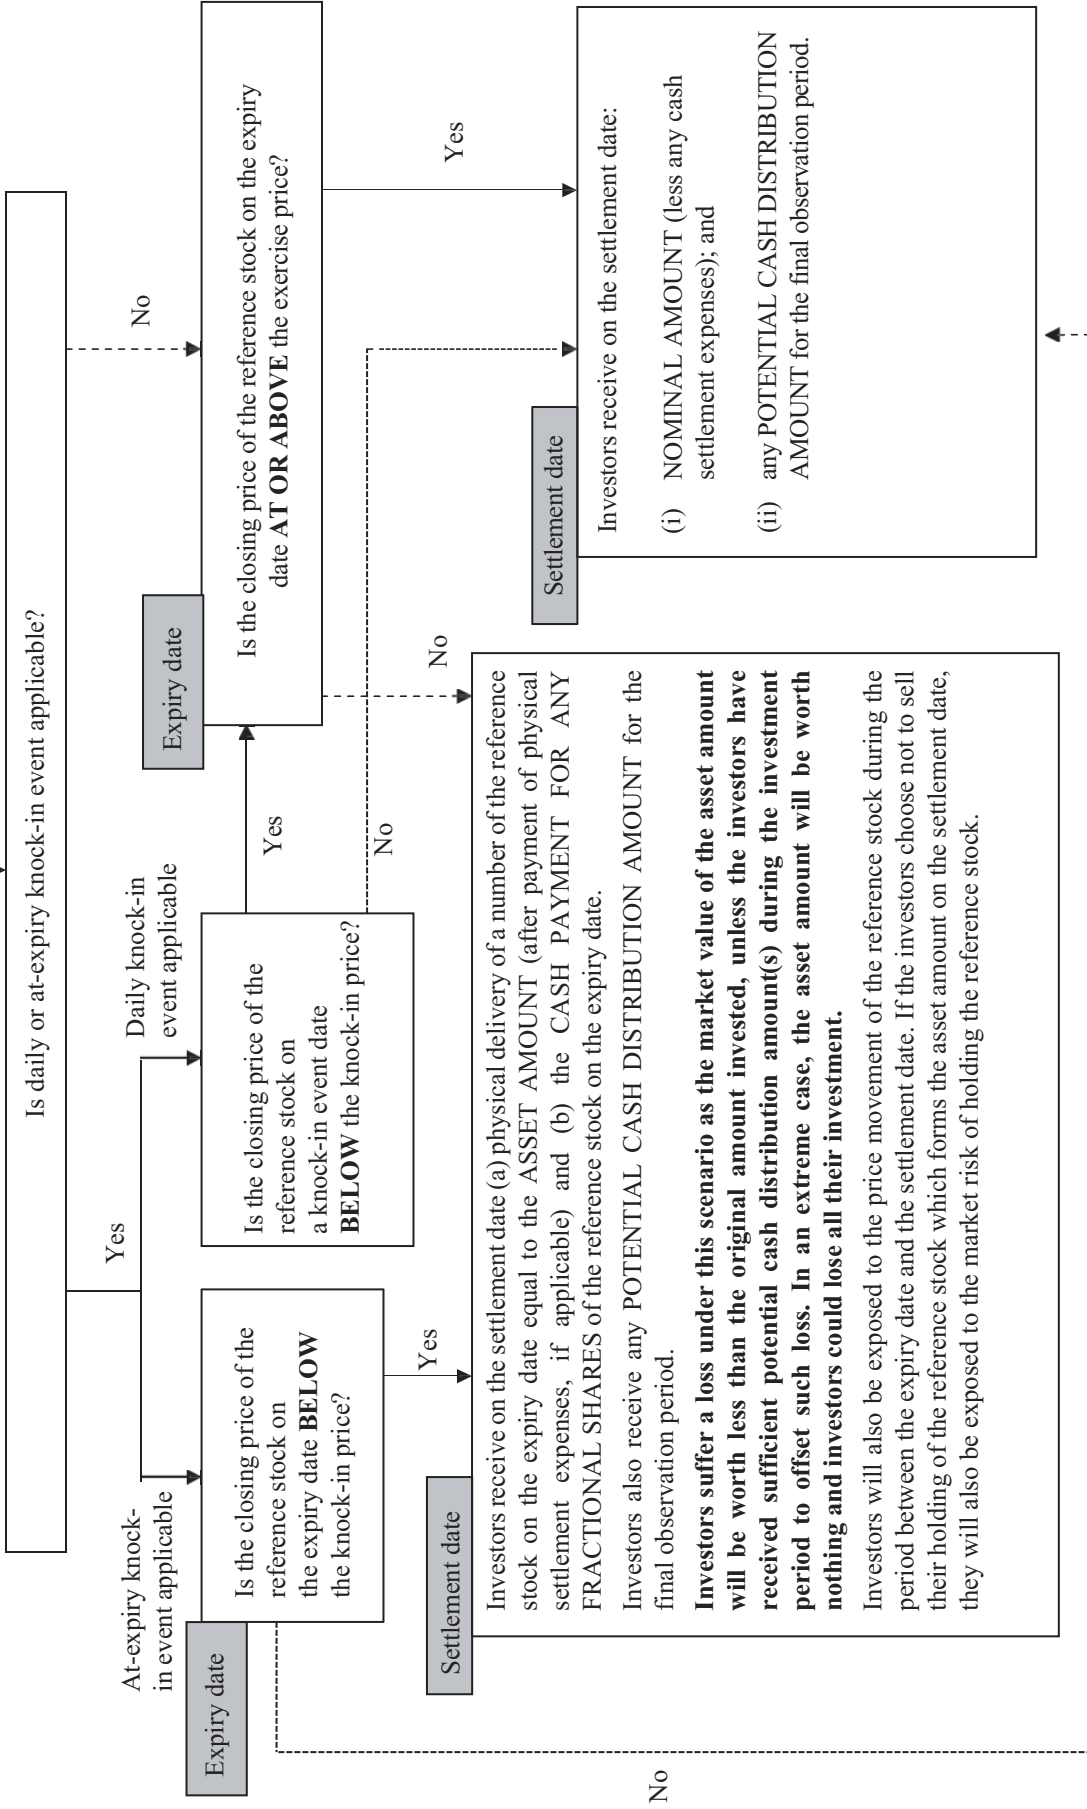 Is daily or at-expiry knock-in event applicable?
Yes
No
At-expiry knock-
in event applicable
Daily knock-in
event applicable
Expiry date
Is the closing price of the
reference stock on
the expiry date BELOW
the knock-in price?
Is the closing price of the
reference stock on
a knock-in event date
BELOW the knock-in price?
Yes
No
Expiry date
Is the closing price of the reference stock on the expiry
date AT OR ABOVE the exercise price?
Yes
No
Yes
No
Settlement date
Investors receive on the settlement date (a) physical delivery of a number of the reference
stock on the expiry date equal to the ASSET AMOUNT (after payment of physical
settlement expenses, if applicable) and (b) the CASH PAYMENT FOR ANY
FRACTIONAL SHARES of the reference stock on the expiry date.
Investors also receive any POTENTIAL CASH DISTRIBUTION AMOUNT for the
final observation period.
Investors suffer a loss under this scenario as the market value of the asset amount
will be worth less than the original amount invested, unless the investors have
received sufficient potential cash distribution amount(s) during the investment
period to offset such loss. In an extreme case, the asset amount will be worth
nothing and investors could lose all their investment.
Investors will also be exposed to the price movement of the reference stock during the
period between the expiry date and the settlement date. If the investors choose not to sell
their holding of the reference stock which forms the asset amount on the settlement date,
they will also be exposed to the market risk of holding the reference stock.
Settlement date
Investors receive on the settlement date:
(i) NOMINAL AMOUNT (less any cash
settlement expenses); and
(ii) any POTENTIAL CASH DISTRIBUTION
AMOUNT for the final observation period.